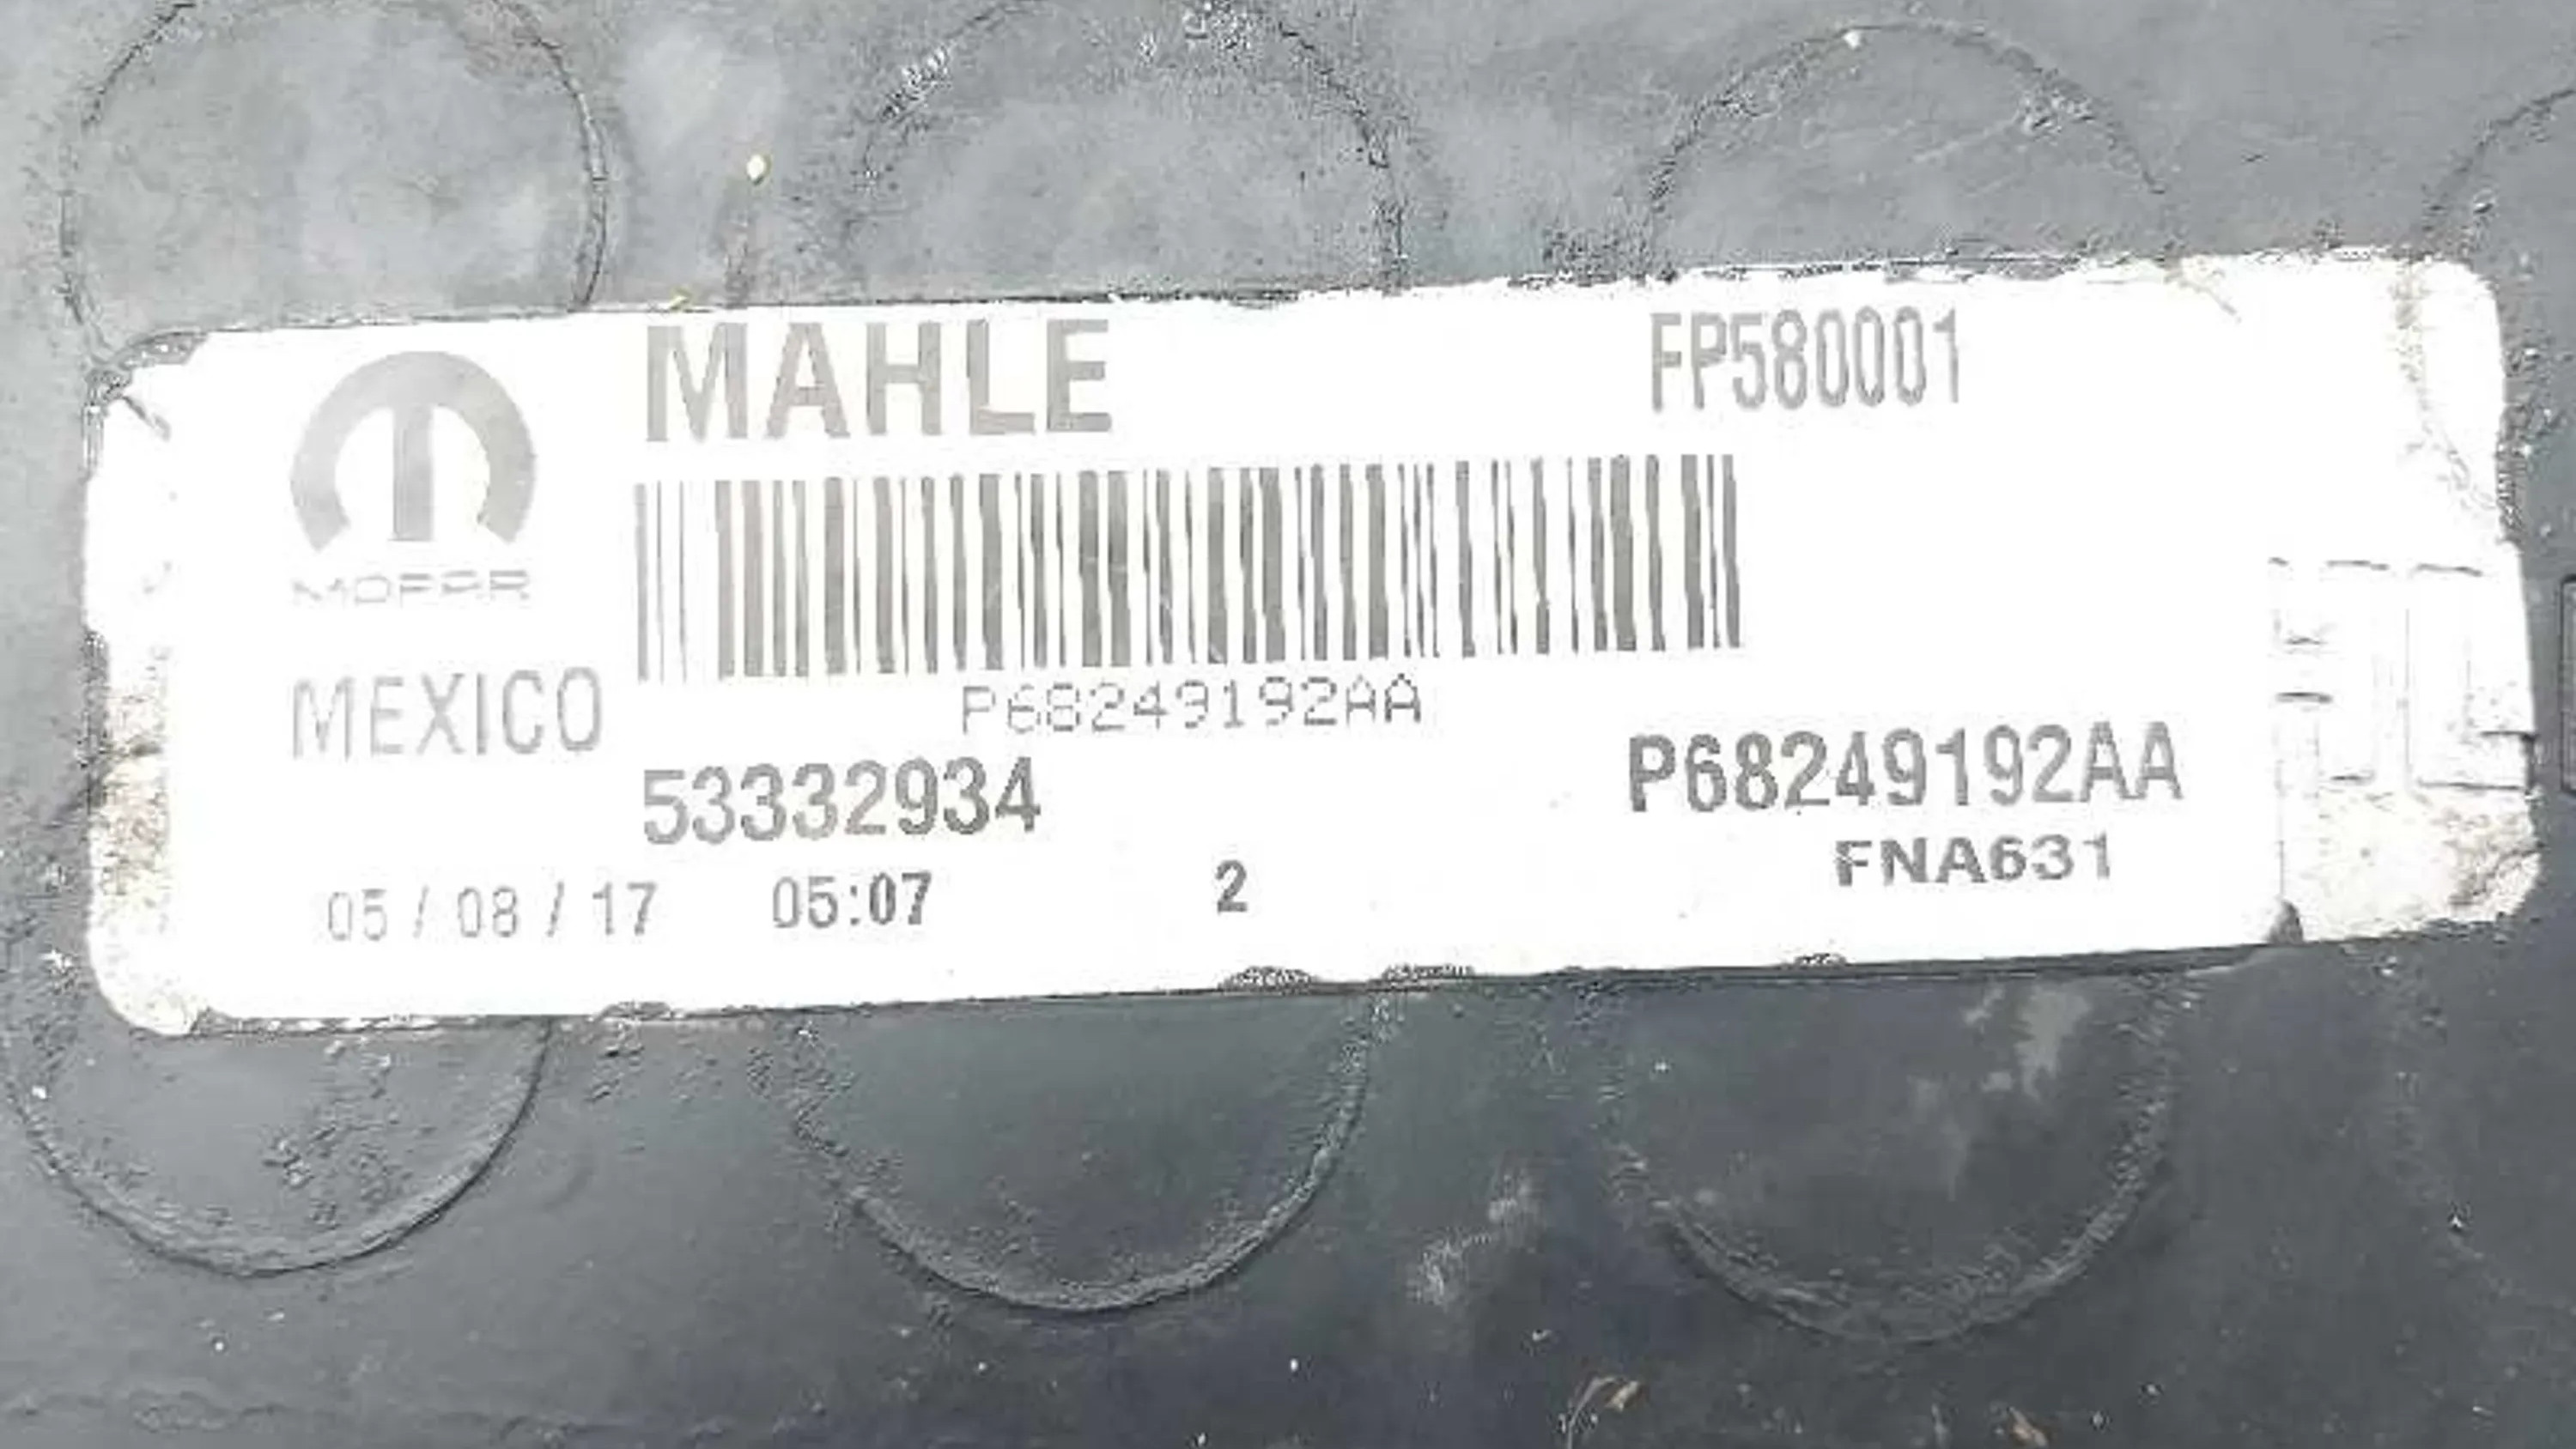 MAHLE FP580001
MOPAR
MEXICO
P68249192AA
53332934 P68249192AA
FNA631
05 / 08 / 17 05:07 2